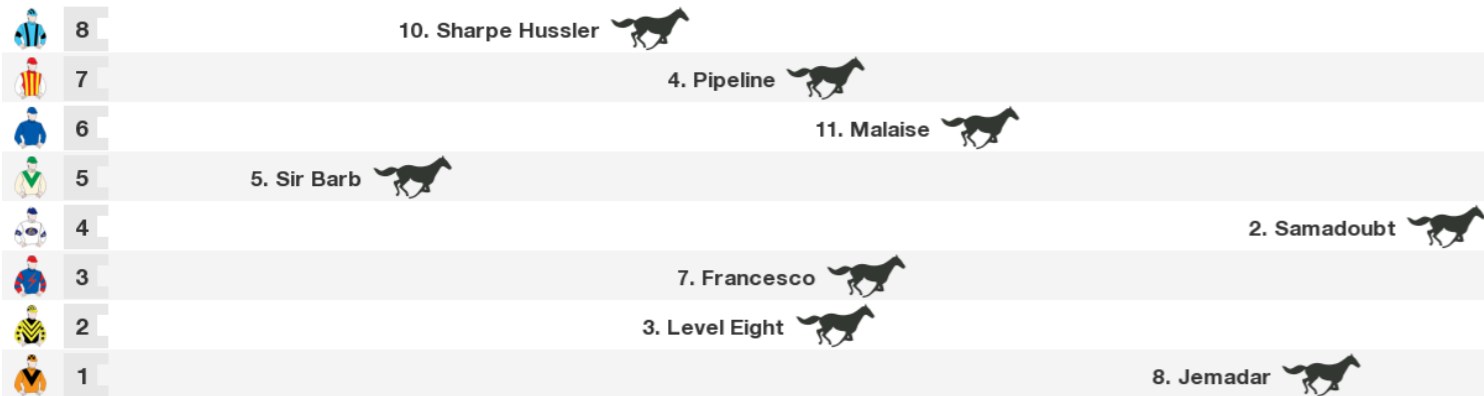 8 10. Sharpe Hussler
7 4. Pipeline
6 11. Malaise
5 5. Sir Barb
4 2. Samadoubt
3 7. Francesco
2 3. Level Eight
1 8. Jemadar